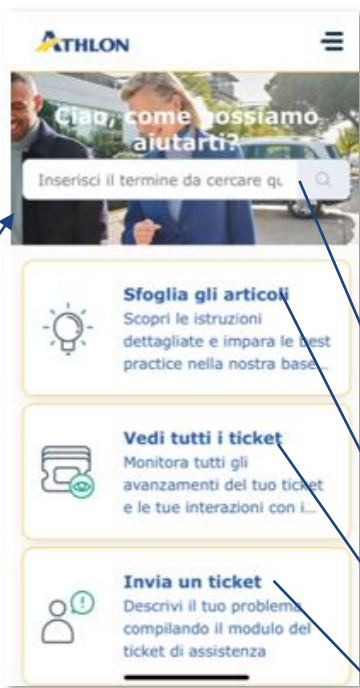 ATHLON
Ciao, come possiamo
aiutarti?
Inserisci il termine da cercare qu
Sfoglia gli articoli
Scopri le istruzioni
dettagliate e impara le best
practice nella nostra base...
Vedi tutti i ticket
Monitora tutti gli
avanzamenti del tuo ticket
e le tue interazioni con i...
Invia un ticket
Descrivi il tuo problema
compilando il modulo del
ticket di assistenza